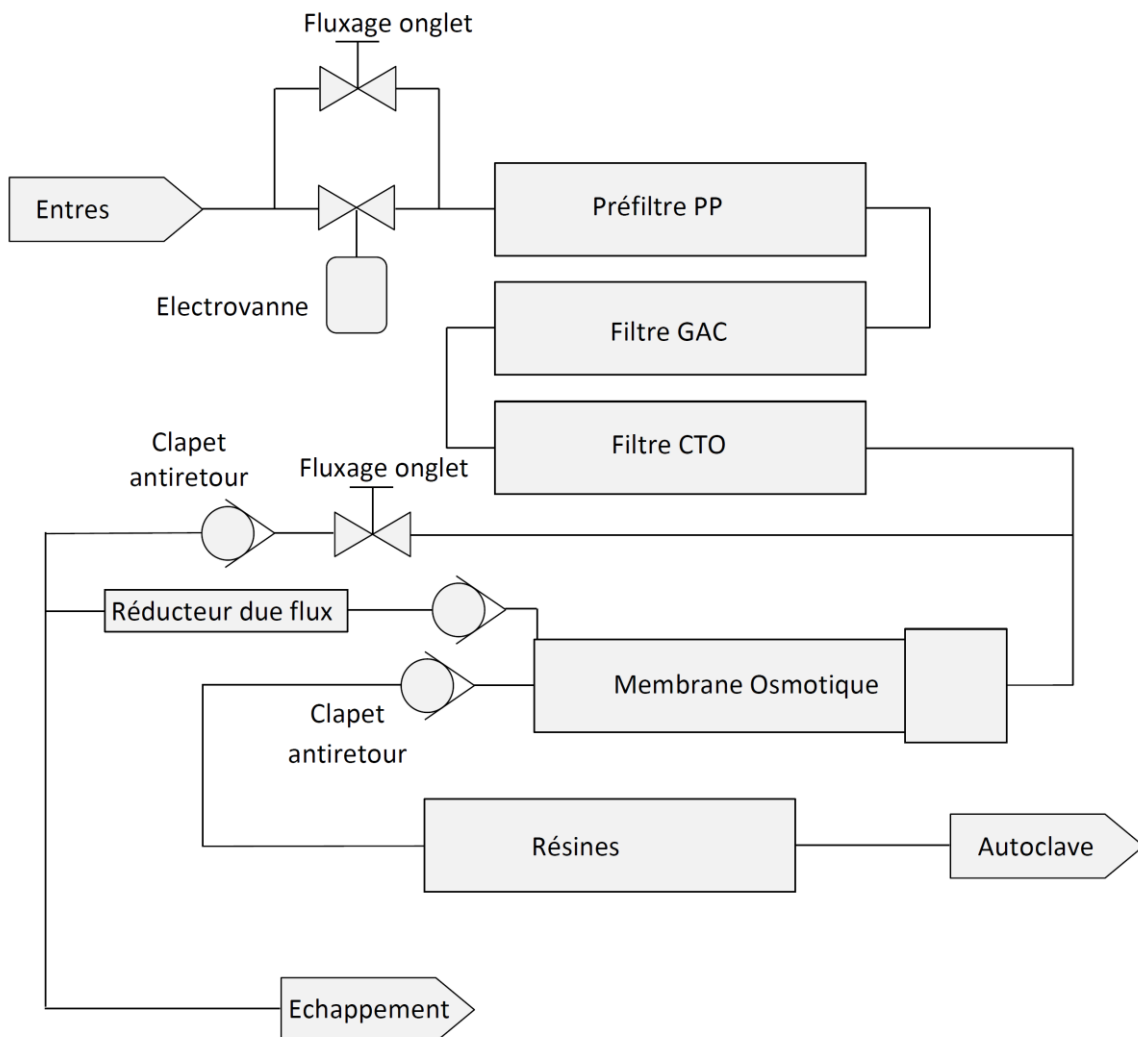 Fluxage onglet
Entres
Préfiltre PP
Electrovanne
Filtre GAC
Filtre CTO
Clapet
antiretour
Fluxage onglet
Réducteur due flux
Membrane Osmotique
Clapet
antiretour
Résines
Autoclave
Echappement